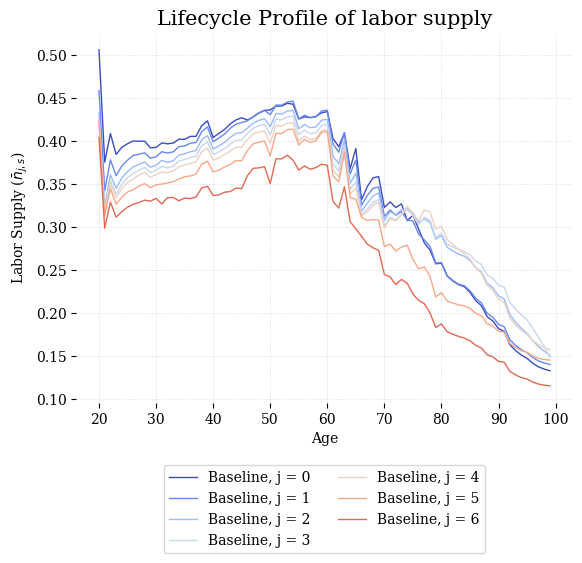 Lifecycle Profile of labor supply
Labor Supply (n̄j,s)
0.50
0.45
0.40
0.35
0.30
0.25
0.20
0.15
0.10
20 30 40 50 60 70 80 90 100
Age
Baseline, j = 0
Baseline, j = 1
Baseline, j = 2
Baseline, j = 3
Baseline, j = 4
Baseline, j = 5
Baseline, j = 6